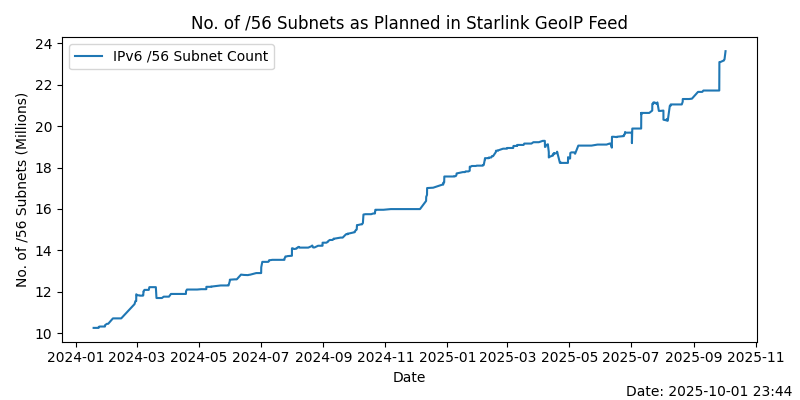 No. of /56 Subnets as Planned in Starlink GeoIP Feed
IPv6 /56 Subnet Count
No. of /56 Subnets (Millions)
24
22
20
18
16
14
12
10
2024-01 2024-03 2024-05 2024-07 2024-09 2024-11 2025-01 2025-03 2025-05 2025-07 2025-09 2025-11
Date
Date: 2025-10-01 23:44